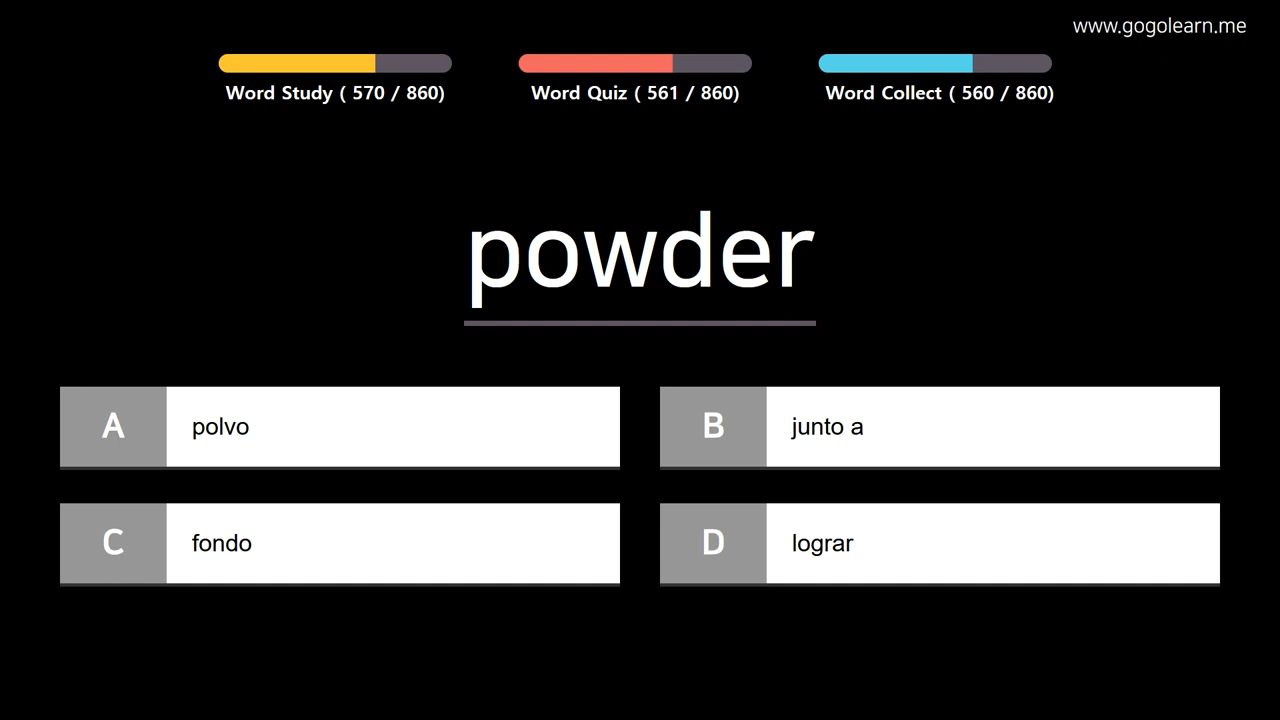 www.gogolearn.me
Word Study ( 570 / 860)
Word Quiz ( 561 / 860)
Word Collect ( 560 / 860)
powder
A polvo
B junto a
C fondo
D lograr